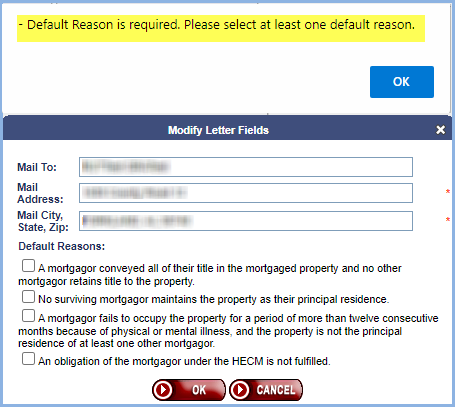 - Default Reason is required. Please select at least one default reason.
OK
Modify Letter Fields
Mail To:
Mail
Address:
*
Mail City,
State, Zip:
*
Default Reasons:
A mortgagor conveyed all of their title in the mortgaged property and no other
mortgagor retains title to the property.
No surviving mortgagor maintains the property as their principal residence.
A mortgagor fails to occupy the property for a period of more than twelve consecutive
months because of physical or mental illness, and the property is not the principal
residence of at least one other mortgagor.
An obligation of the mortgagor under the HECM is not fulfilled.
OK CANCEL